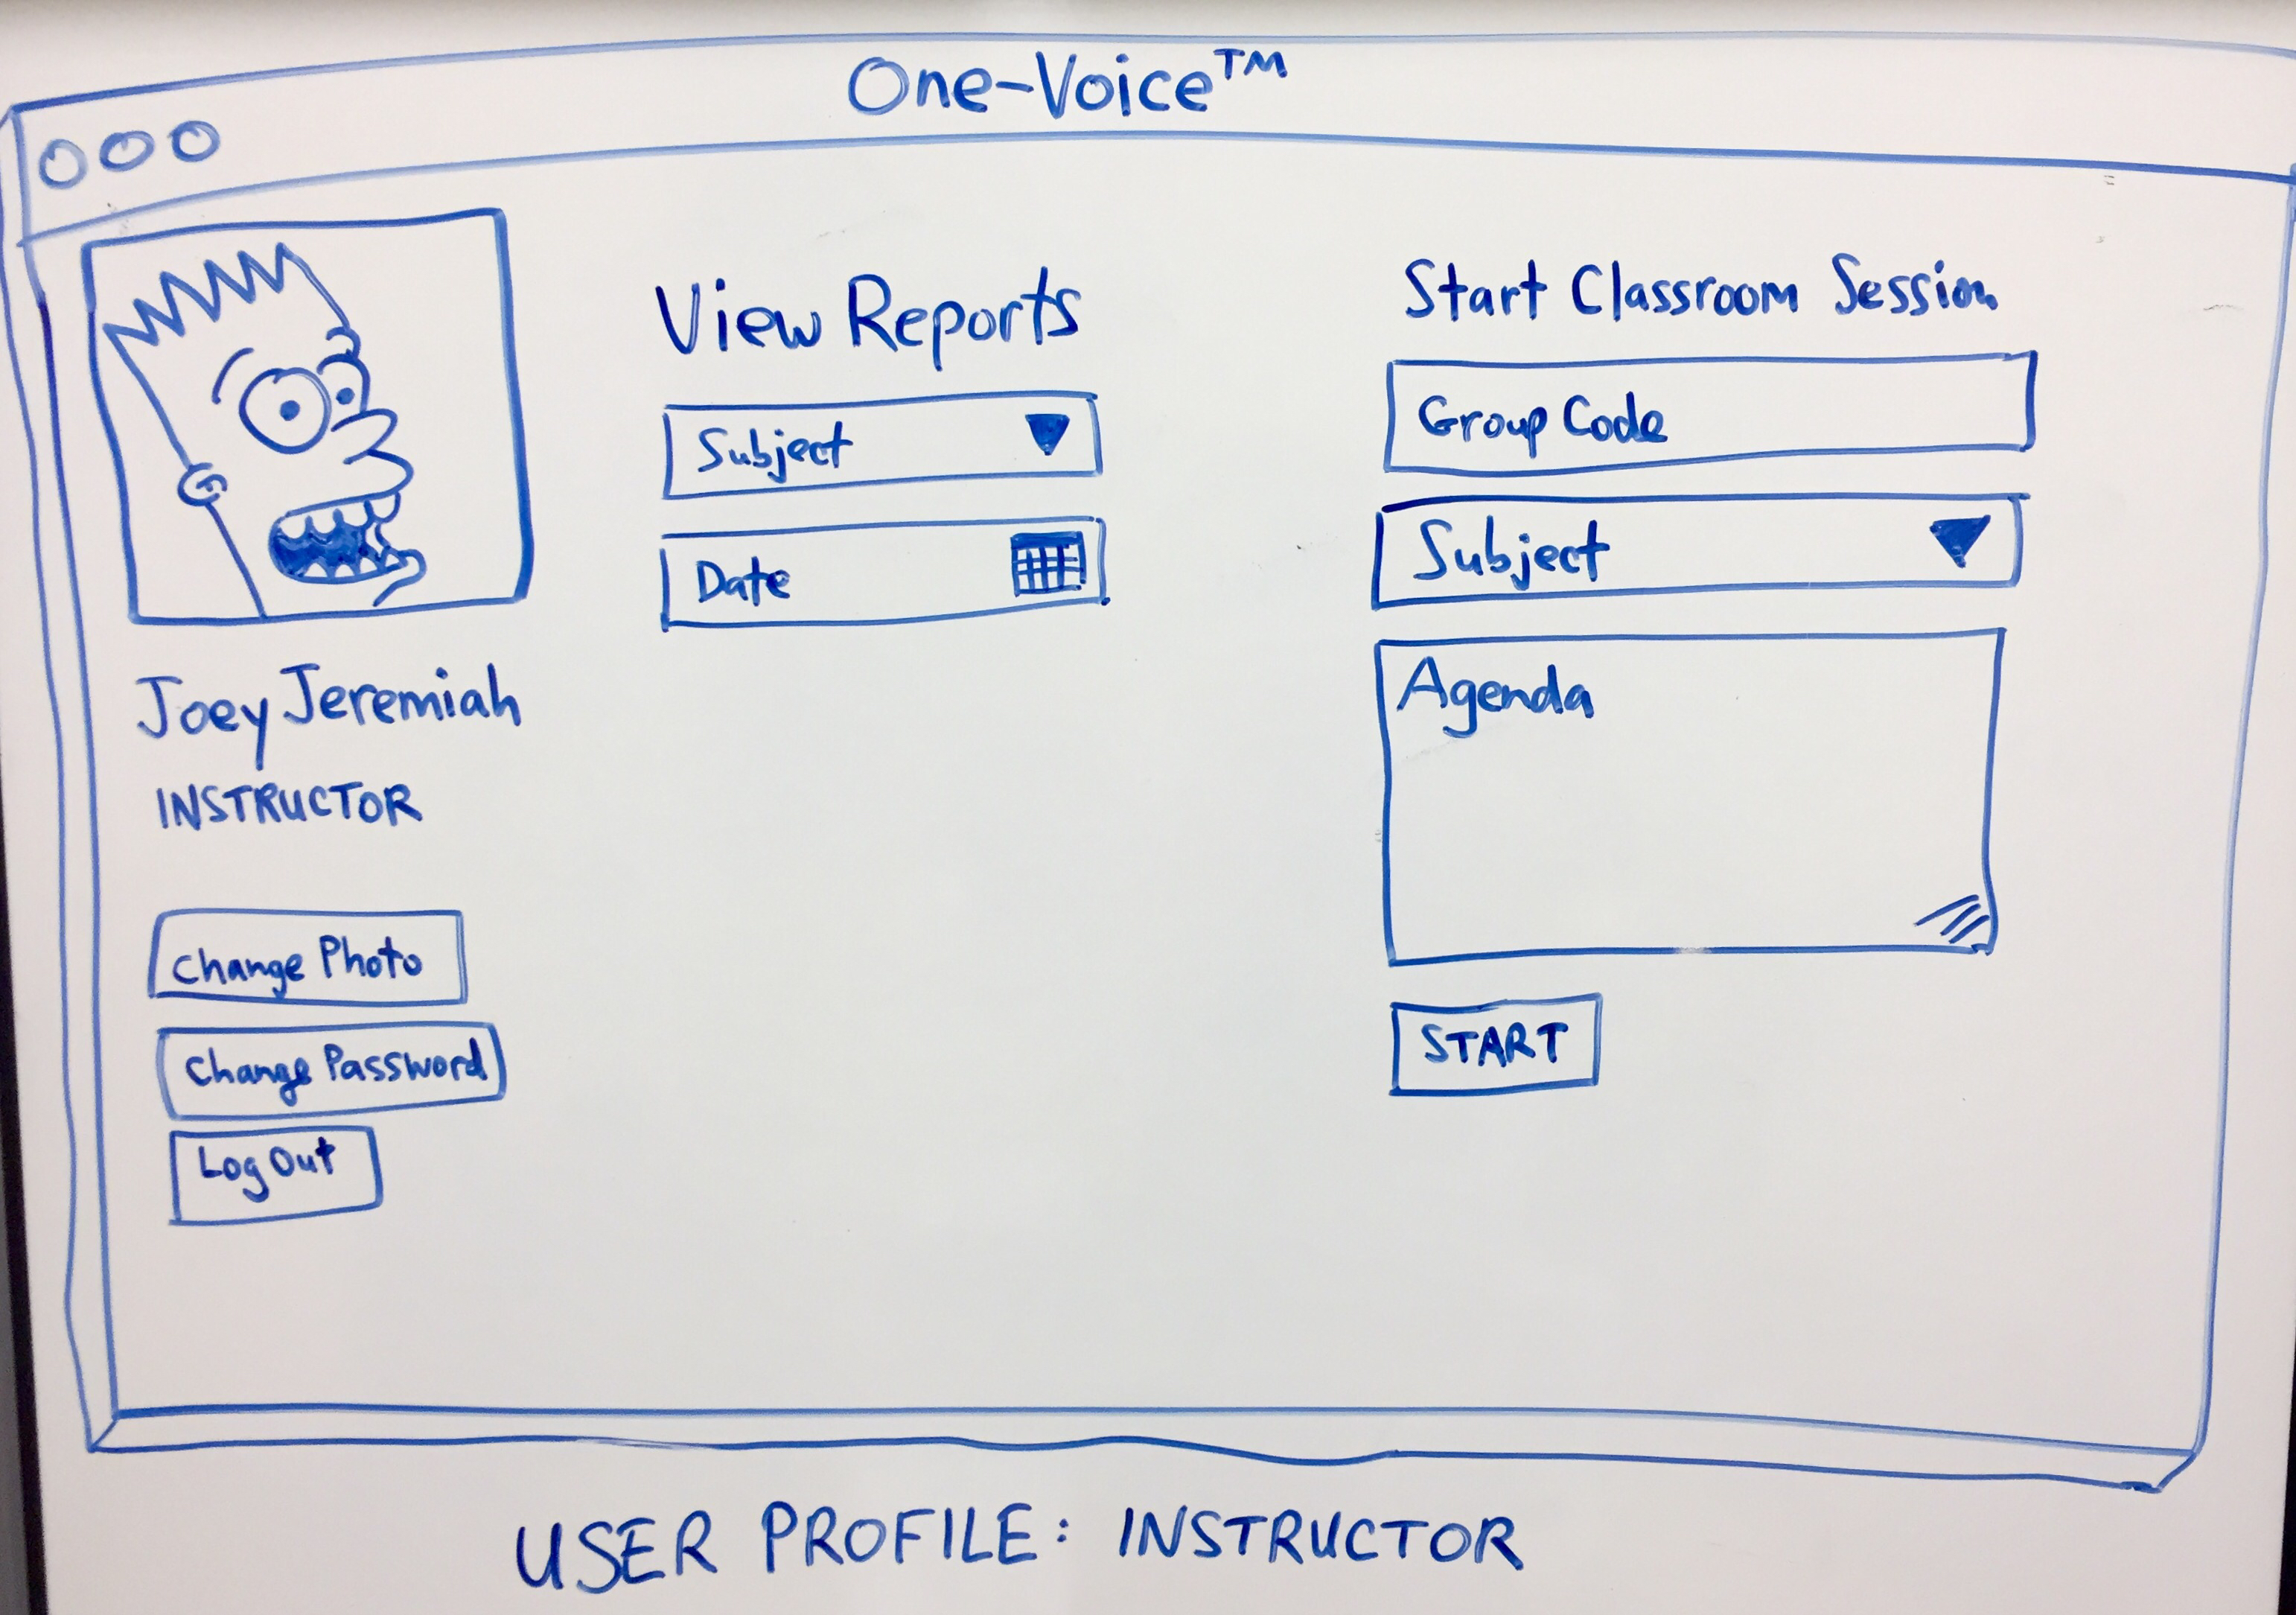 One-Voice™
Joey Jeremiah
INSTRUCTOR
Change Photo
Change Password
Log Out
View Reports
Subject
Date
Start Classroom Session
Group Code
Subject
Agenda
START
USER PROFILE: INSTRUCTOR